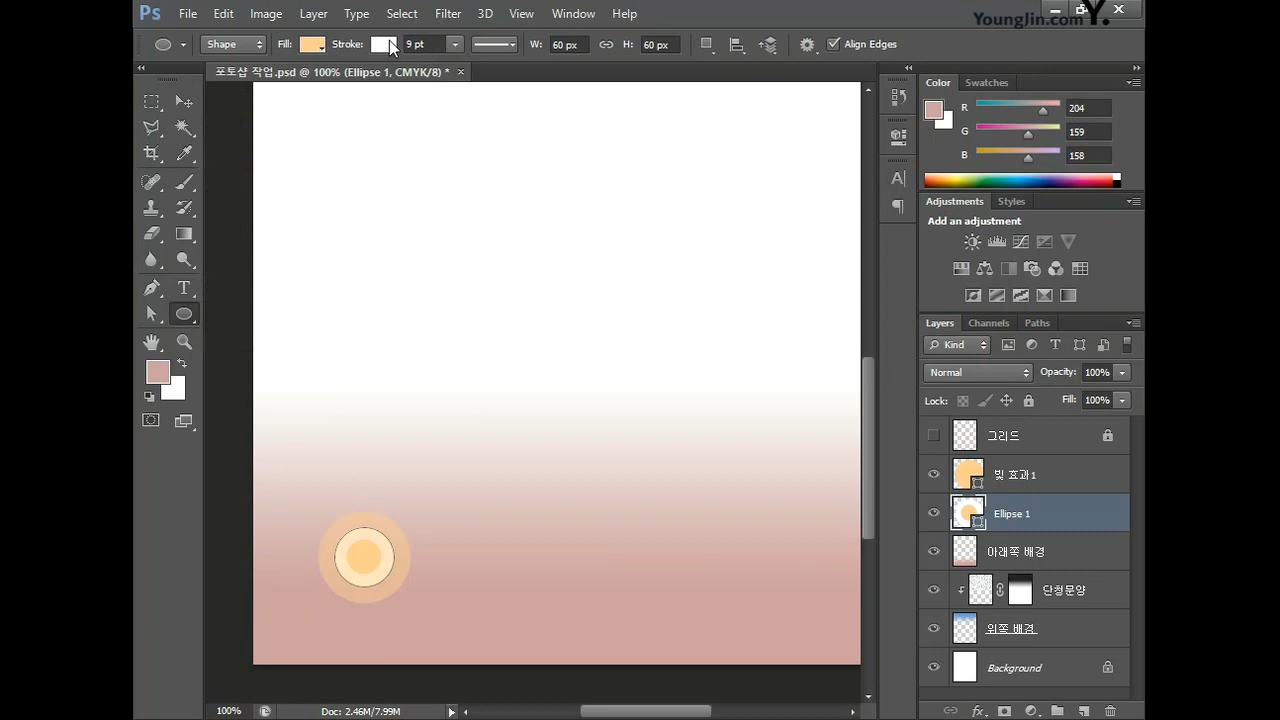 Ps File Edit Image Layer Type Select Filter 3D View Window Help
YoungJin.com Y.
Shape Fill: Stroke: 9 pt W: 60 px H: 60 px Align Edges
포토샵 작업.psd @ 100% (Ellipse 1, CMYK/8) *
Color Swatches
R 204
G 159
B 158
Adjustments Styles
Add an adjustment
Layers Channels Paths
Kind
Normal Opacity: 100%
Lock: Fill: 100%
그리드
빛 효과1
Ellipse 1
아래쪽 배경
단청문양
위쪽 배경
Background
100% Doc: 2.46M/7.99M